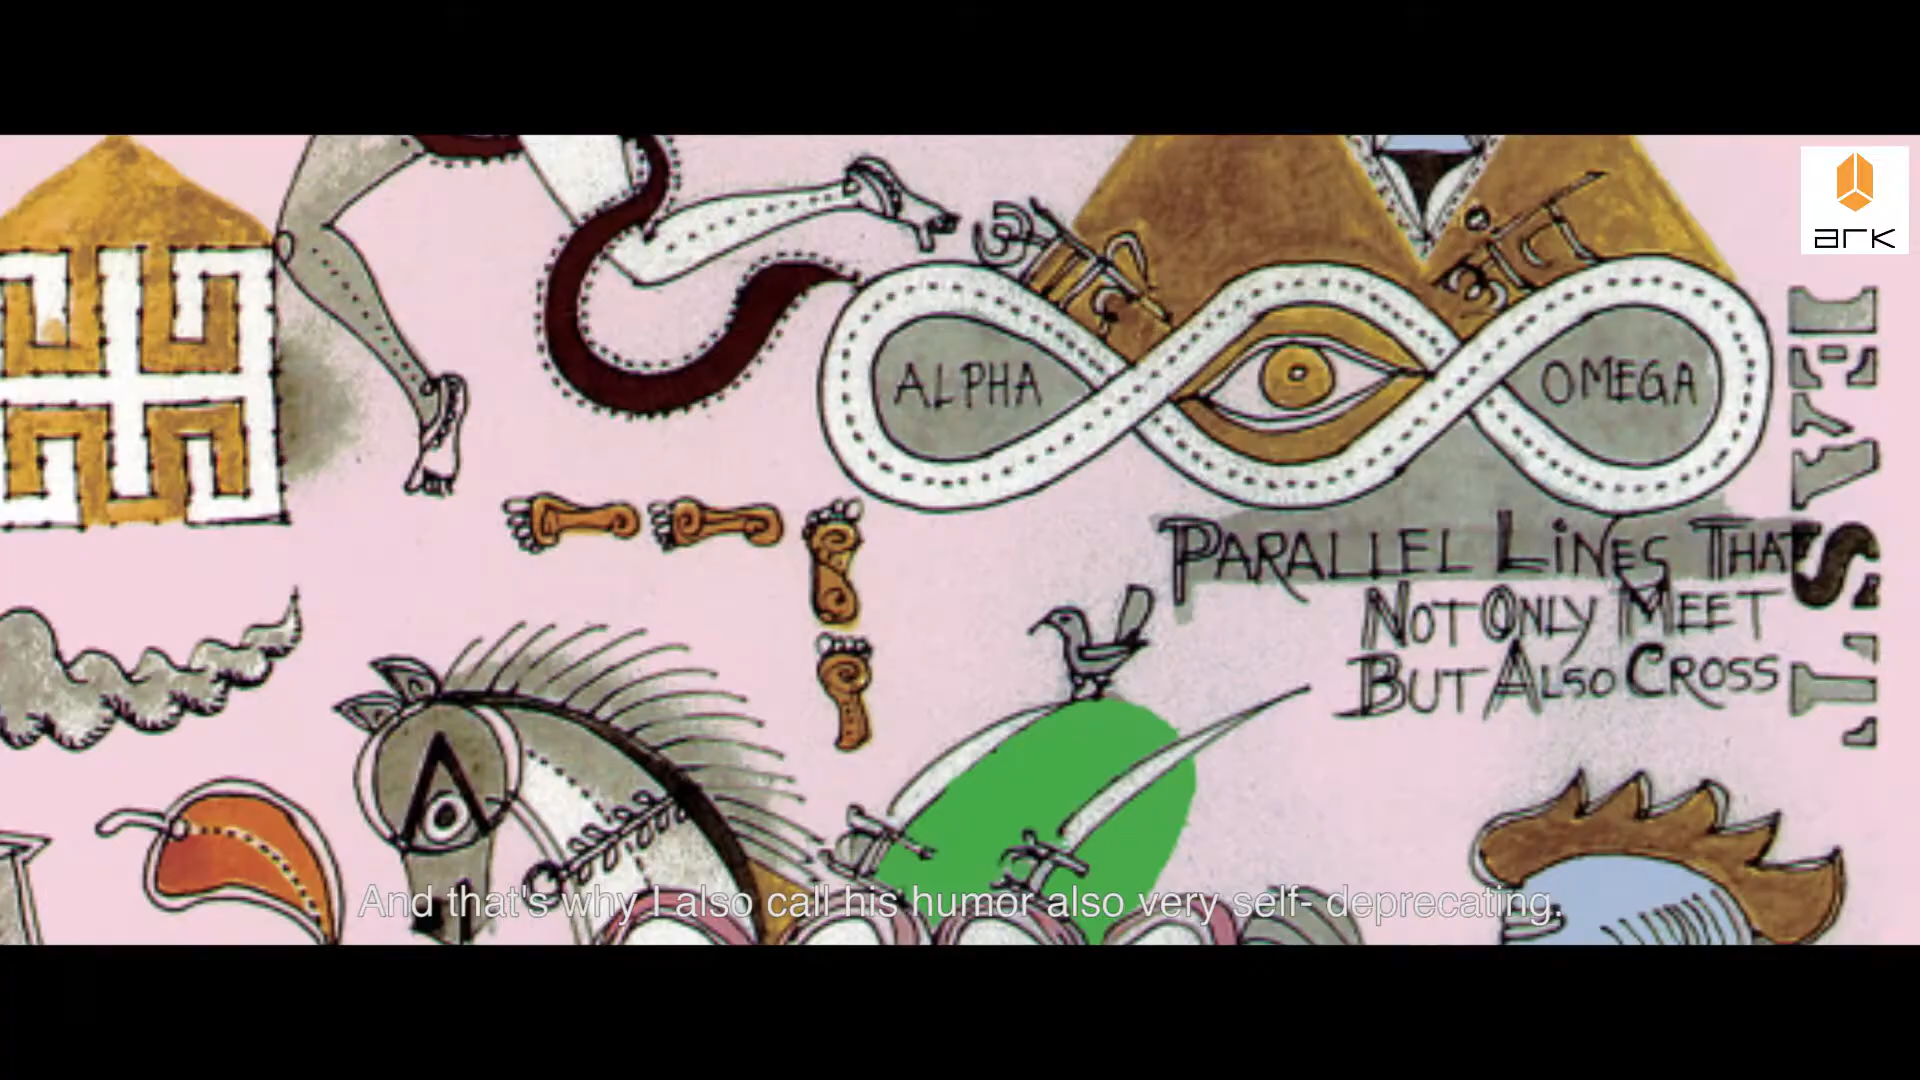 ark
आदि
अंत
ALPHA
OMEGA
PARALLEL LINES THAT
NOT ONLY MEET
BUT ALSO CROSS
And that's why I also call his humor also very self- deprecating.